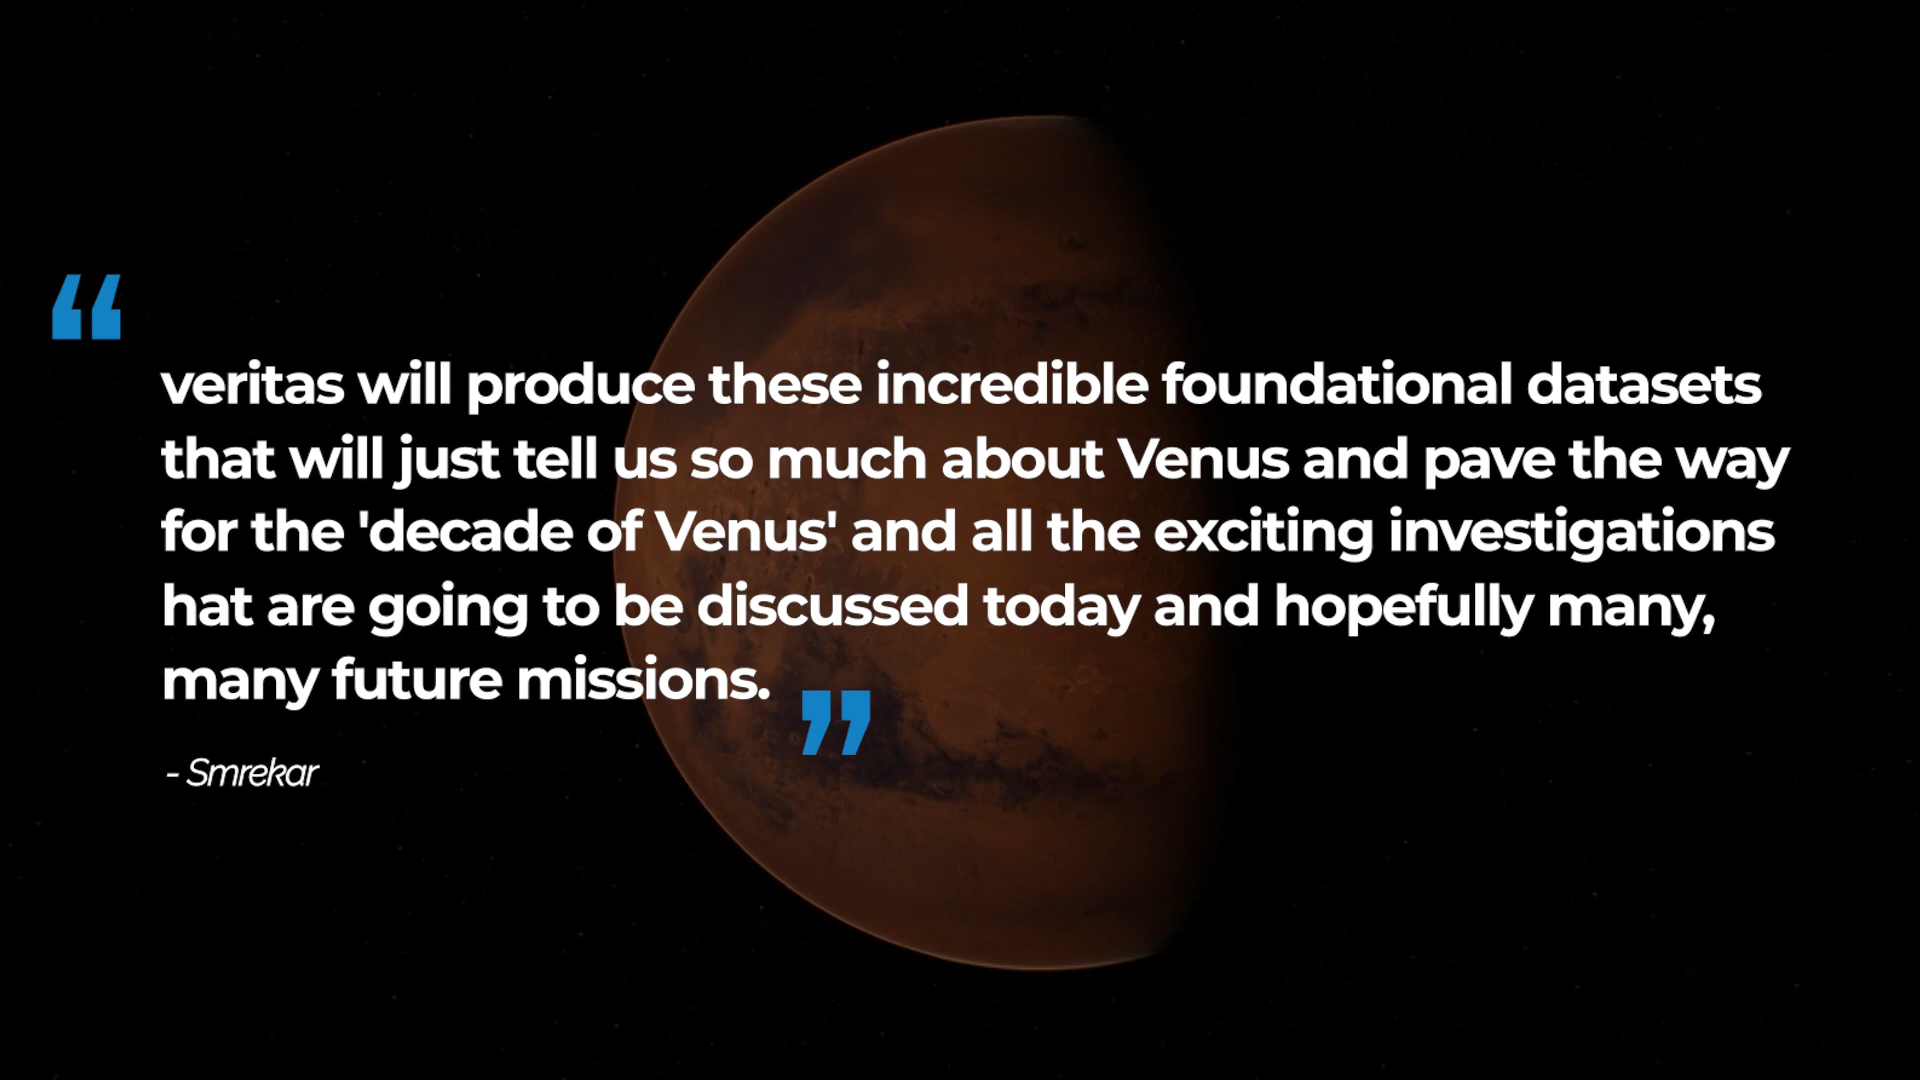 “
veritas will produce these incredible foundational datasets
that will just tell us so much about Venus and pave the way
for the 'decade of Venus' and all the exciting investigations
hat are going to be discussed today and hopefully many,
many future missions.
”
- Smrekar